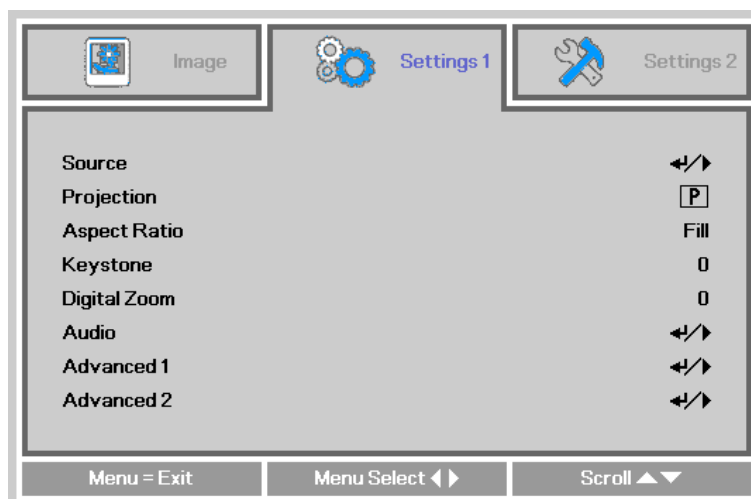 Image
Settings 1
Settings 2
Source
Projection P
Aspect Ratio Fill
Keystone 0
Digital Zoom 0
Audio
Advanced 1
Advanced 2
Menu = Exit
Menu Select
Scroll